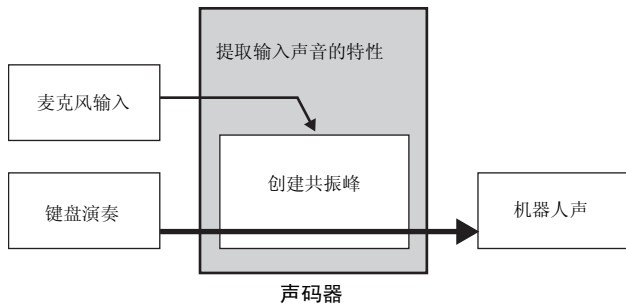 提取输入声音的特性
麦克风输入
创建共振峰
键盘演奏
机器人声
声码器